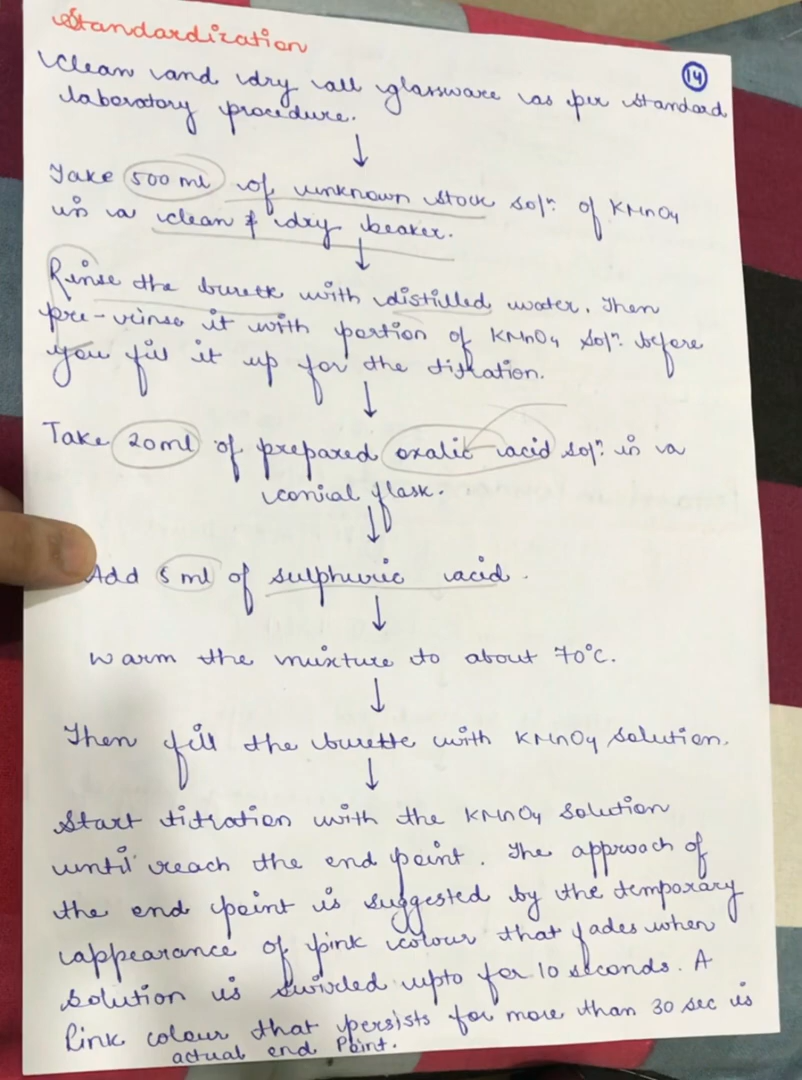 Standardization
14
Clean and dry all glassware as per standard
laboratory procedure.
↓
Take 500 ml of unknown stock solⁿ. of KMnO4
in a clean & dry beaker.
↓
Rinse the burette with distilled water. Then
pre-rinse it with portion of KMnO4 solⁿ. before
you fill it up for the titration.
↓
Take 20ml of prepared oxalic acid solⁿ. in a
conial flask.
↓
Add 5 ml of sulphuric acid.
↓
Warm the muixture to about 70°C.
↓
Then fill the burette with KMnO4 solution.
↓
Start titration with the KMnO4 solution
until reach the end point. The approach of
the end point is suggested by the temporary
appearance of pink colour that fades when
solution is swirled upto for 10 seconds. A
Pink colour that persists for more than 30 sec is
actual end Point.